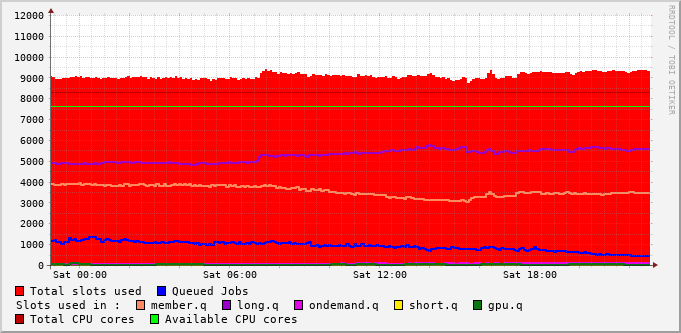 12000
11000
10000
9000
8000
7000
6000
5000
4000
3000
2000
1000
0
Sat 00:00 Sat 06:00 Sat 12:00 Sat 18:00
RRDTOOL / TOBI OETIKER
Total slots used Queued Jobs
Slots used in : member.q long.q ondemand.q short.q gpu.q
Total CPU cores Available CPU cores